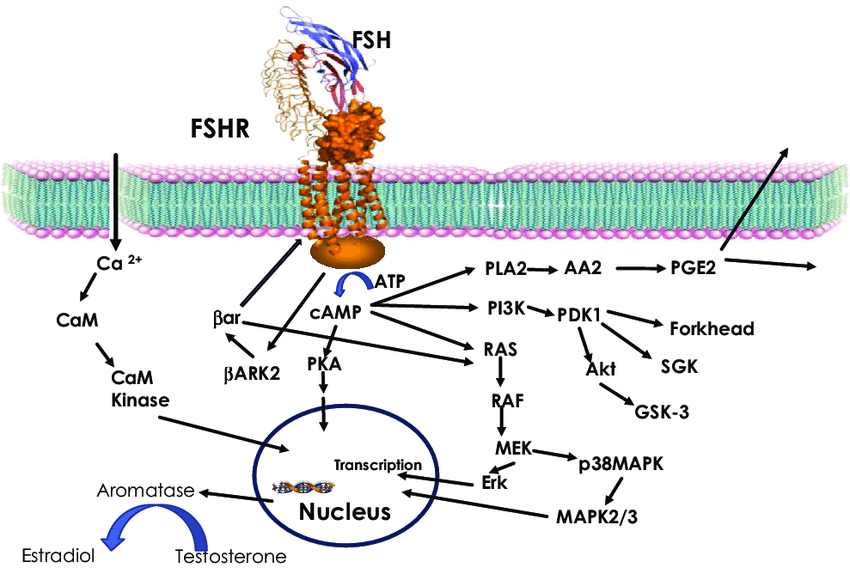 FSH
FSHR
Ca 2+
ATP
PLA2
AA2
PGE2
CaM
βar
cAMP
PI3K
PDK1
Forkhead
βARK2
PKA
RAS
Akt
SGK
CaM
Kinase
RAF
GSK-3
MEK
p38MAPK
Transcription
Erk
Aromatase
Nucleus
MAPK2/3
Estradiol
Testosterone